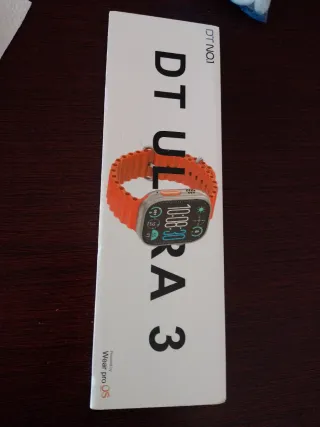 DT NO.1
DT ULTRA 3
Wear pro OS